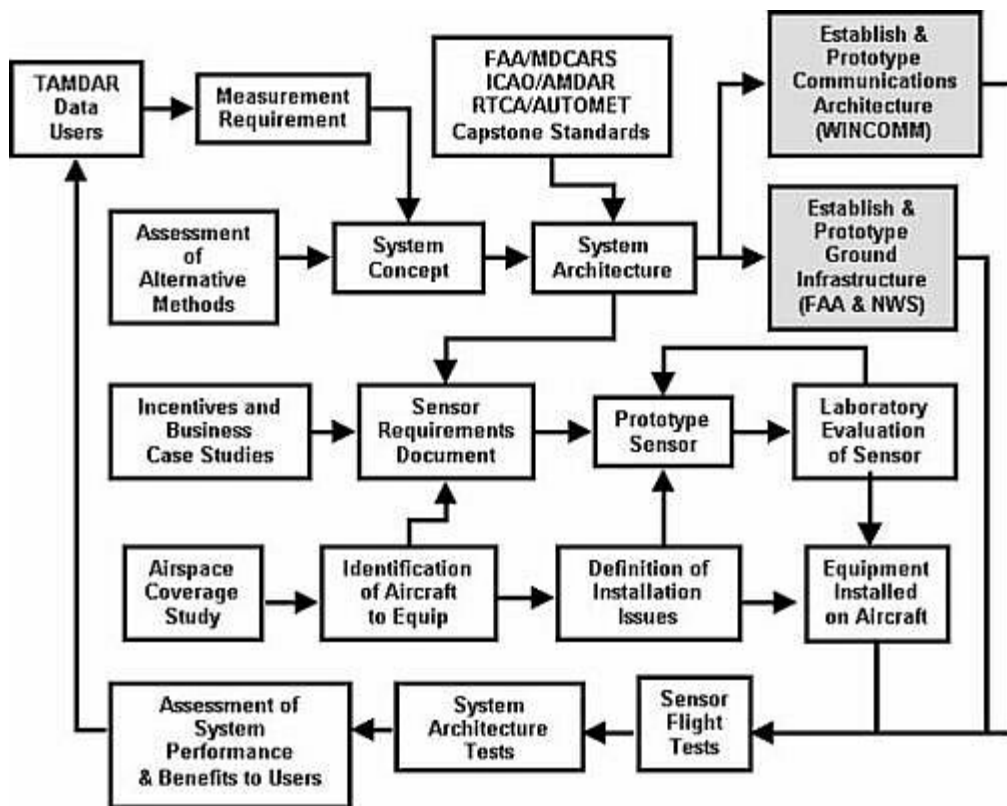 TAMDAR
Data
Users
Measurement
Requirement
FAA/MDCARS
ICAO/AMDAR
RTCA/AUTOMET
Capstone Standards
Establish &
Prototype
Communications
Architecture
(WINCOMM)
Assessment
of
Alternative
Methods
System
Concept
System
Architecture
Establish &
Prototype
Ground
Infrastructure
(FAA & NWS)
Incentives and
Business
Case Studies
Sensor
Requirements
Document
Prototype
Sensor
Laboratory
Evaluation
of Sensor
Airspace
Coverage
Study
Identification
of Aircraft
to Equip
Definition of
Installation
Issues
Equipment
Installed
on Aircraft
Assessment of
System
Performance
& Benefits to Users
System
Architecture
Tests
Sensor
Flight
Tests